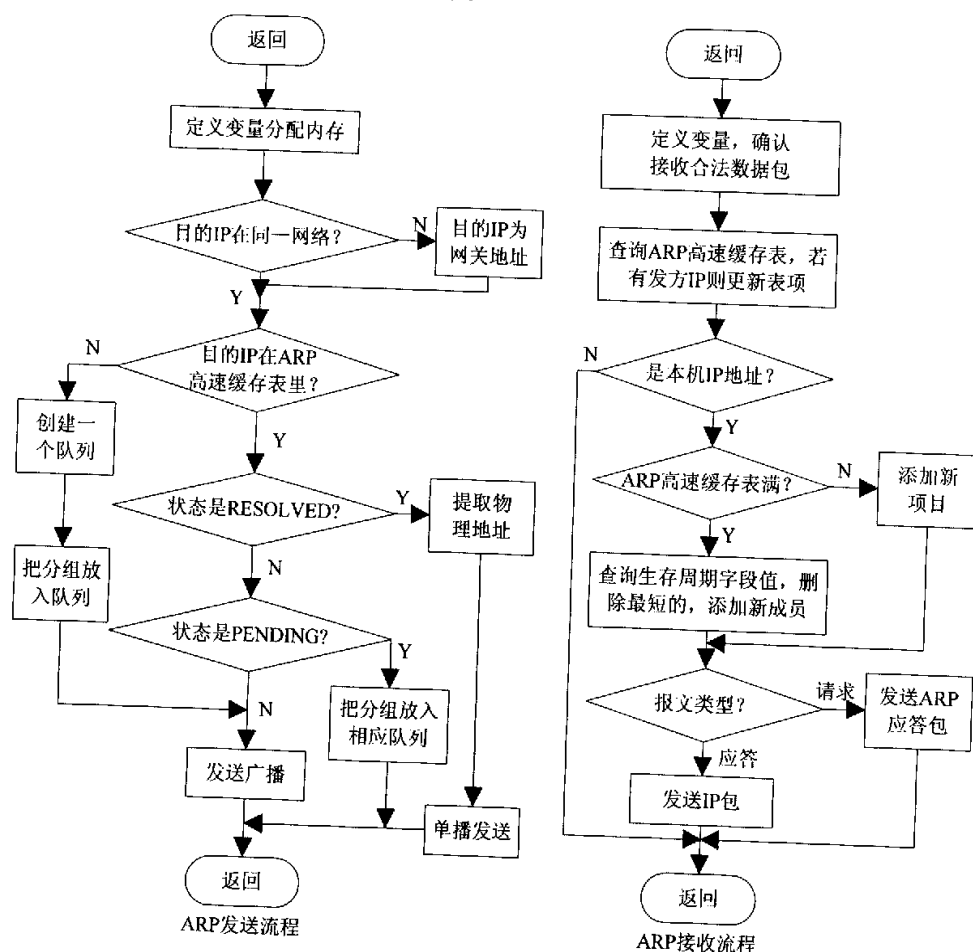 返回
定义变量分配内存
目的IP在同一网络?
N
目的IP为
网关地址
Y
N
目的IP在ARP
高速缓存表里?
创建一
个队列
Y
状态是RESOLVED?
Y
提取物
理地址
把分组放
入队列
N
状态是PENDING?
Y
N
把分组放入
相应队列
发送广播
单播发送
返回
ARP发送流程
返回
定义变量，确认
接收合法数据包
查询ARP高速缓存表，若
有发方IP则更新表项
N
是本机IP地址?
Y
ARP高速缓存表满?
N
添加新
项目
Y
查询生存周期字段值，删
除最短的，添加新成员
报文类型?
请求
发送ARP
应答包
应答
发送IP包
返回
ARP接收流程